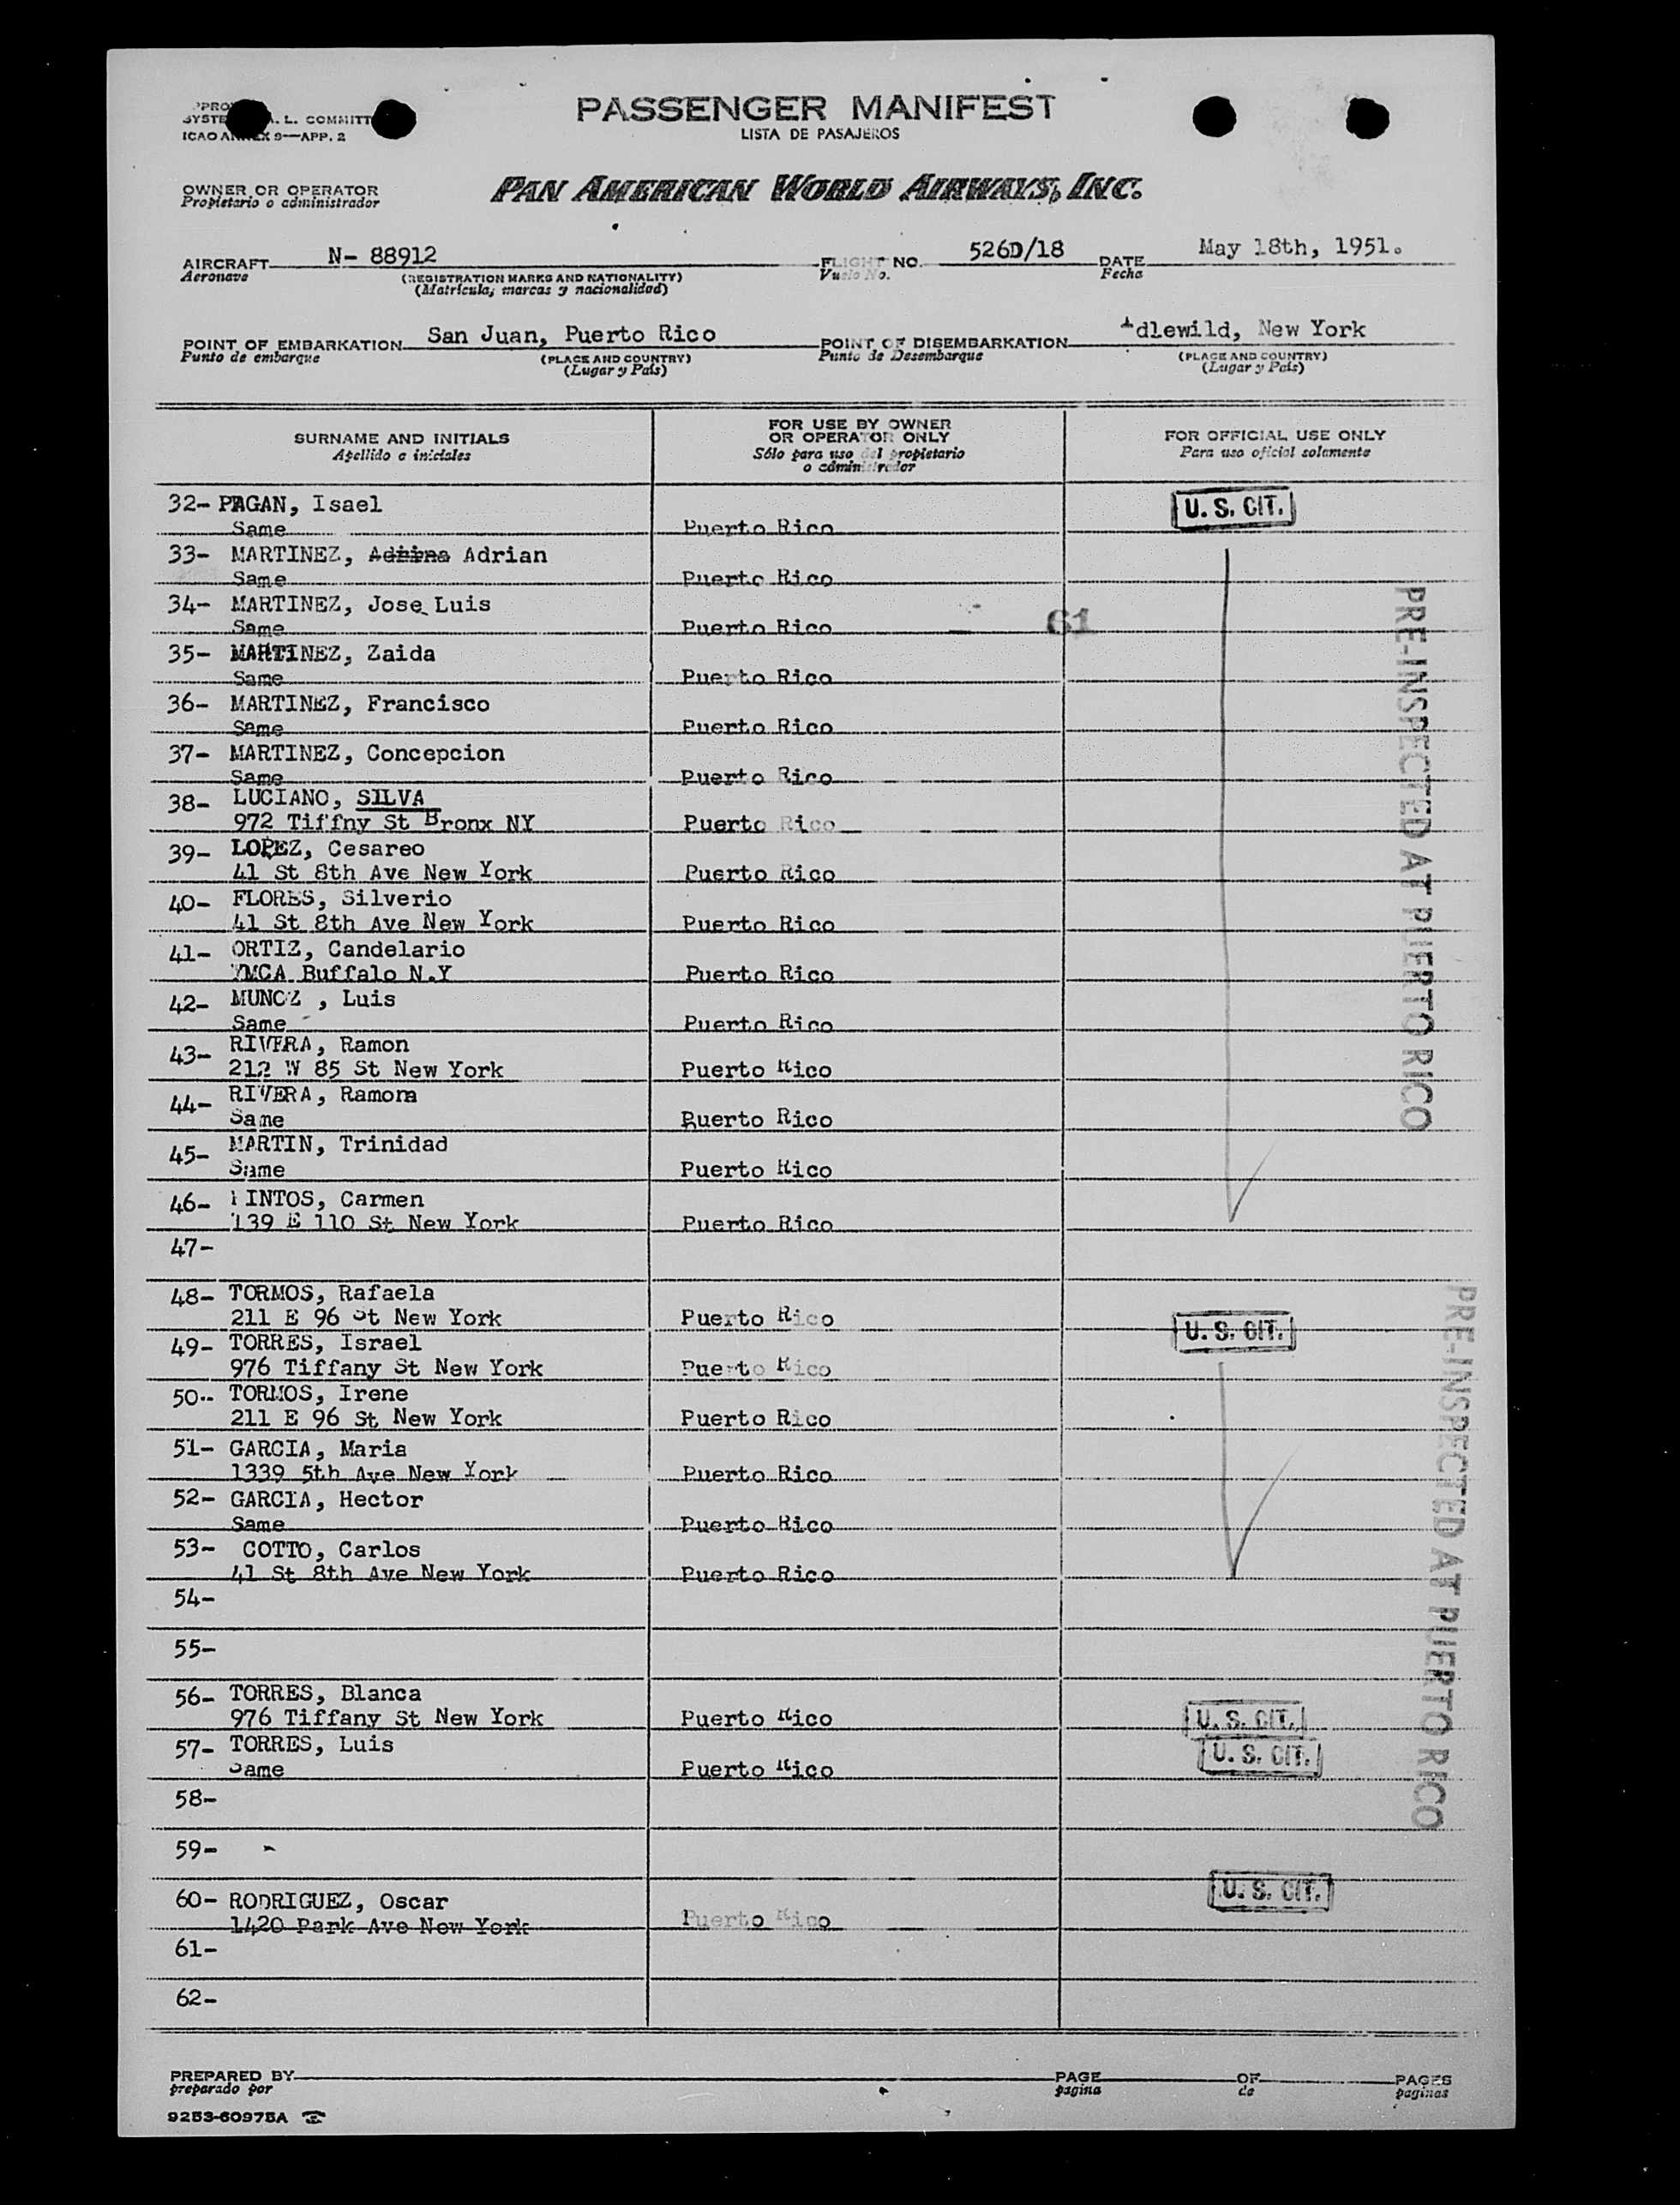 PASSENGER MANIFEST
LISTA DE PASAJEROS
ICAO ANNEX 9—APP. 2
OWNER OR OPERATOR
Propietario o administrador
PAN AMERICAN WORLD AIRWAYS, INC.
AIRCRAFT N- 88912 FLIGHT NO. 526D/18 DATE May 18th, 1951.
Aeronave (REGISTRATION MARKS AND NATIONALITY) Vuelo No. Fecha
(Matrícula, marcas y nacionalidad)
POINT OF EMBARKATION San Juan, Puerto Rico POINT OF DISEMBARKATION Idlewild, New York
Punto de embarque (PLACE AND COUNTRY) Punto de Desembarque (PLACE AND COUNTRY)
(Lugar y País) (Lugar y País)
SURNAME AND INITIALS FOR USE BY OWNER OR OPERATOR ONLY FOR OFFICIAL USE ONLY
Apellido e iniciales Sólo para uso del propietario o administrador Para uso oficial solamente
32- PAGAN, Isael U. S. CIT.
Same Puerto Rico
33- MARTINEZ, Adrian
Same Puerto Rico
34- MARTINEZ, Jose Luis
Same Puerto Rico 61
35- MARTINEZ, Zaida
Same Puerto Rico
36- MARTINEZ, Francisco
Same Puerto Rico
37- MARTINEZ, Concepcion
Same Puerto Rico
38- LUCIANO, SILVA
972 Tiffny St Bronx NY Puerto Rico
39- LOPEZ, Cesareo
41 St 8th Ave New York Puerto Rico
40- FLORES, Silverio
41 St 8th Ave New York Puerto Rico
41- ORTIZ, Candelario
YMCA Buffalo N.Y Puerto Rico
42- MUNOZ , Luis
Same Puerto Rico
43- RIVERA, Ramon
212 W 85 St New York Puerto Rico
44- RIVERA, Ramona
Same Puerto Rico
45- MARTIN, Trinidad
Same Puerto Rico
46- PINTOS, Carmen
139 E 110 St New York Puerto Rico
47-
48- TORMOS, Rafaela
211 E 96 St New York Puerto Rico U. S. CIT.
49- TORRES, Israel
976 Tiffany St New York Puerto Rico
50- TORMOS, Irene
211 E 96 St New York Puerto Rico
51- GARCIA, Maria
1339 5th Ave New York Puerto Rico
52- GARCIA, Hector
Same Puerto Rico
53- COTTO, Carlos
41 St 8th Ave New York Puerto Rico
54-
55-
56- TORRES, Blanca
976 Tiffany St New York Puerto Rico U. S. CIT.
57- TORRES, Luis U. S. CIT.
Same Puerto Rico
58-
59-
60- RODRIGUEZ, Oscar U. S. CIT.
1420 Park Ave New York Puerto Rico
61-
62-
PRE-INSPECTED AT PUERTO RICO
PRE-INSPECTED AT PUERTO RICO
PREPARED BY PAGE OF PAGES
preparado por página de paginas
9253-60975A